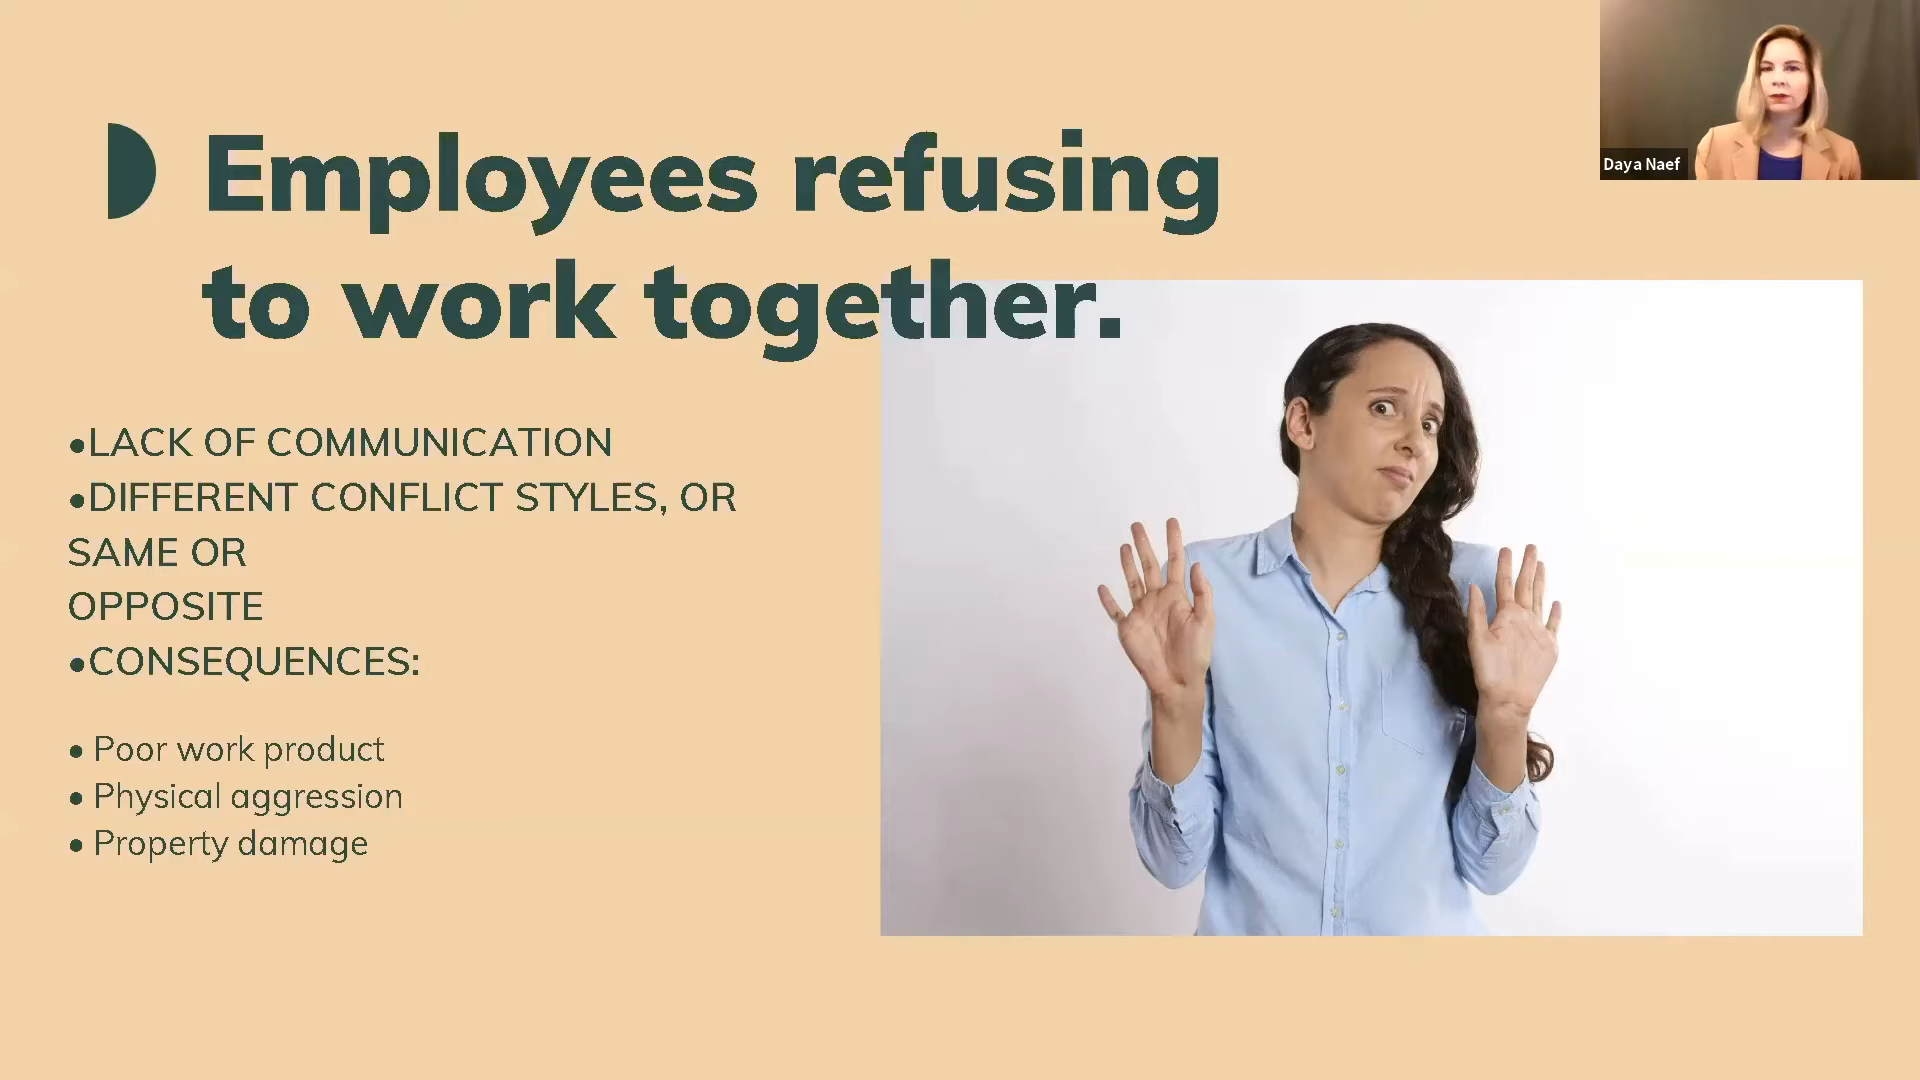 Employees refusing
to work together.
•LACK OF COMMUNICATION
•DIFFERENT CONFLICT STYLES, OR
SAME OR
OPPOSITE
•CONSEQUENCES:
• Poor work product
• Physical aggression
• Property damage
Daya Naef